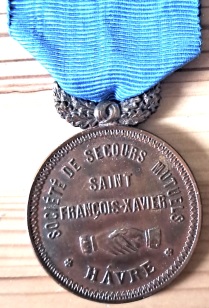 SOCIÉTÉ DE SECOURS MUTUELS
SAINT
FRANÇOIS-XAVIER
HÂVRE